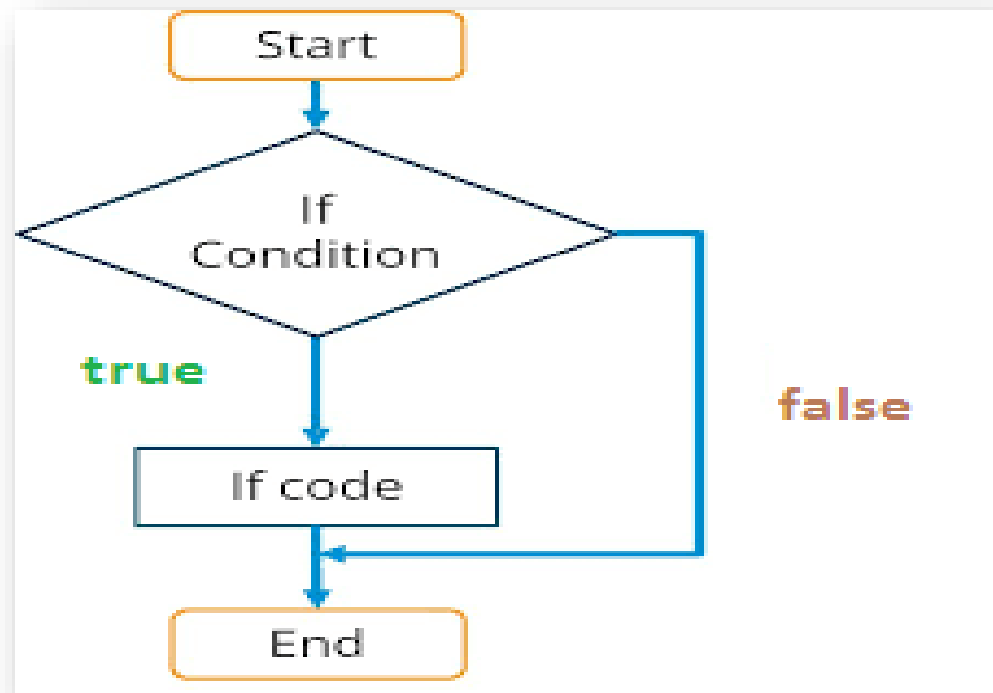 Start
If
Condition
true
false
If code
End